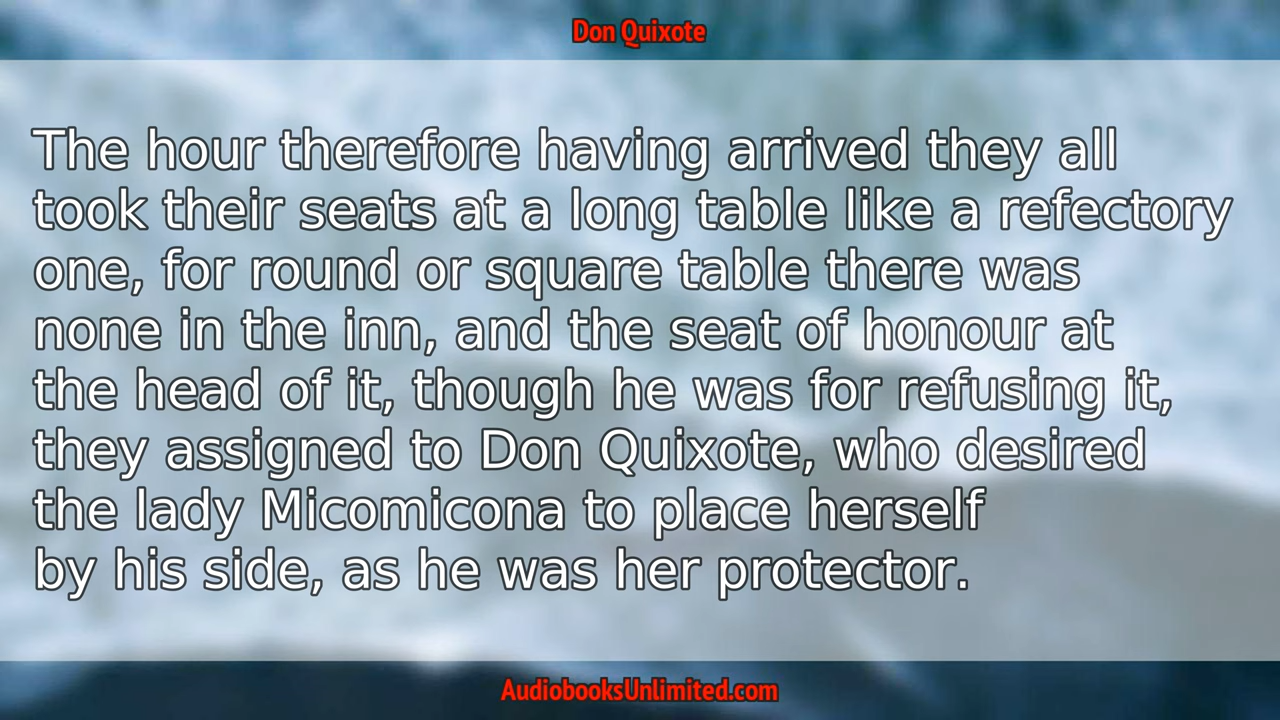 Don Quixote
The hour therefore having arrived they all
took their seats at a long table like a refectory
one, for round or square table there was
none in the inn, and the seat of honour at
the head of it, though he was for refusing it,
they assigned to Don Quixote, who desired
the lady Micomicona to place herself
by his side, as he was her protector.
AudiobooksUnlimited.com